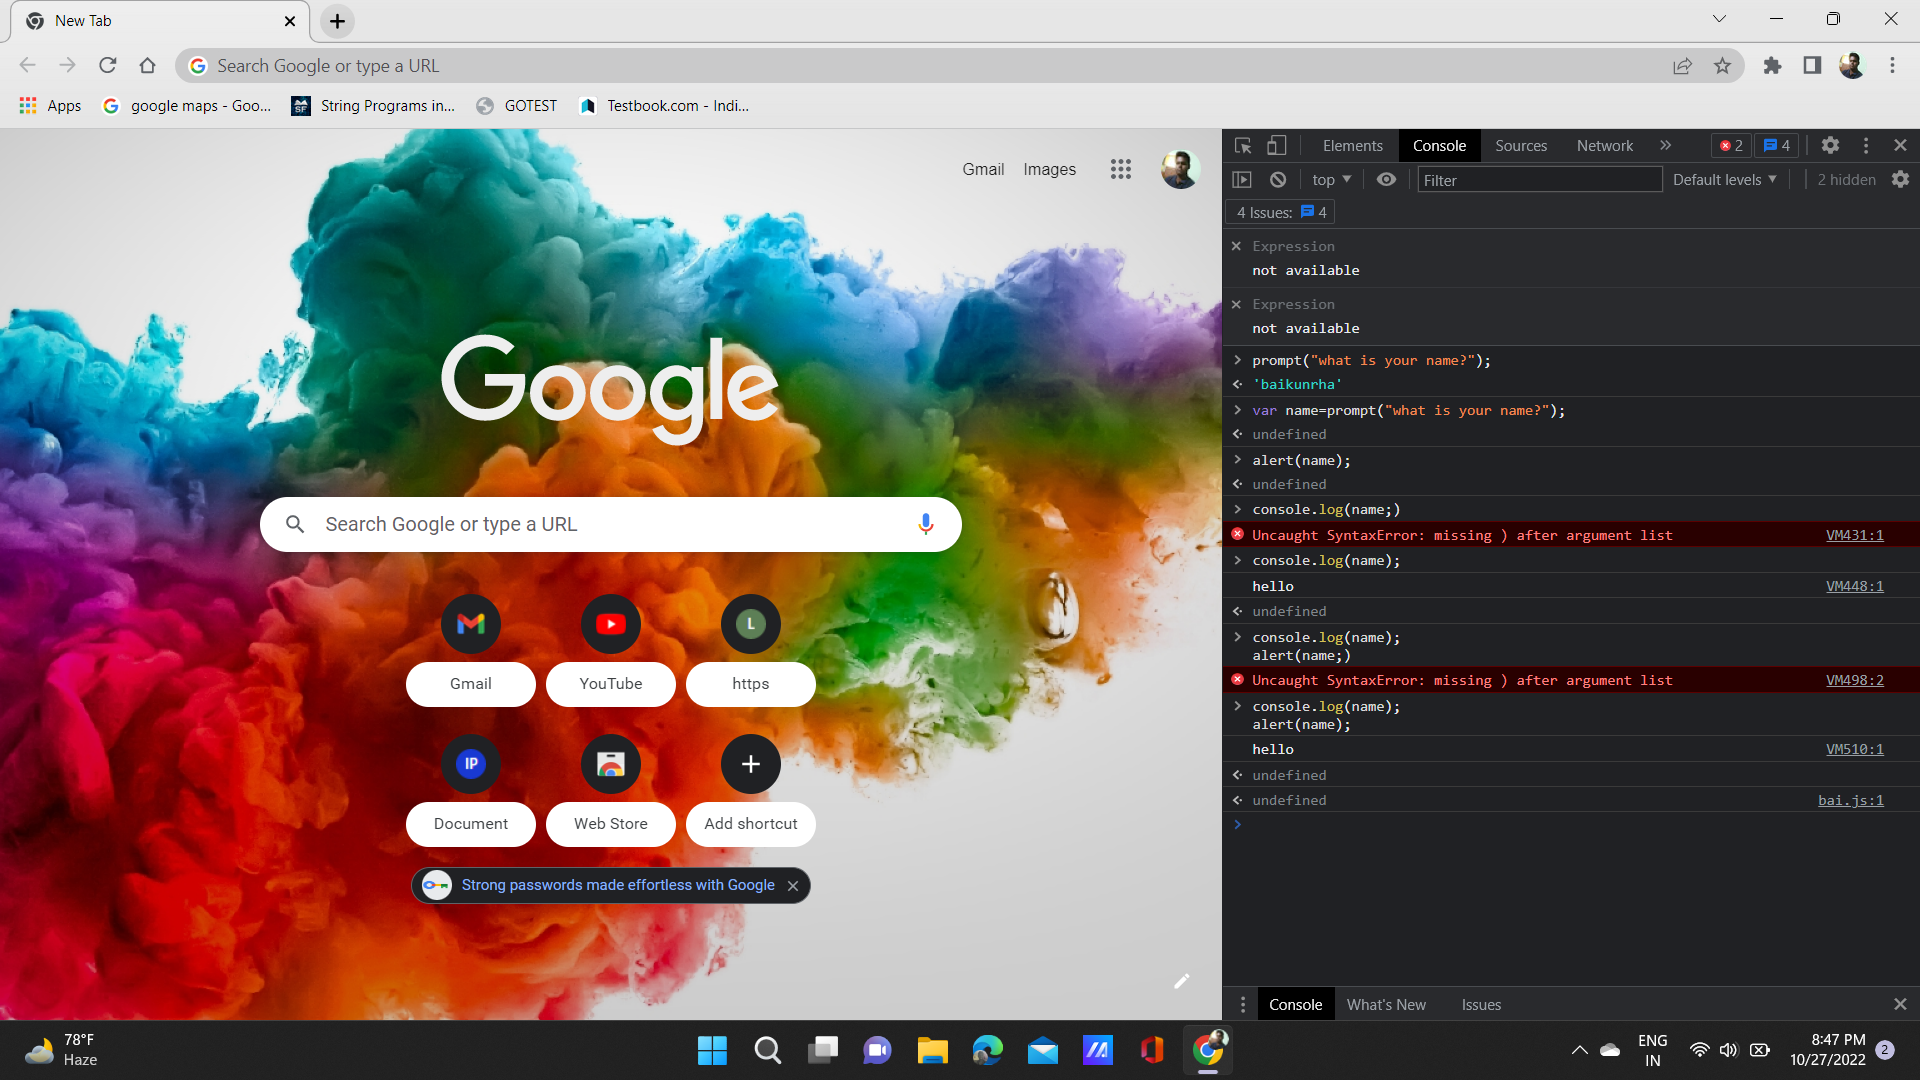 New Tab
Search Google or type a URL
Apps
google maps - Goo...
SF
String Programs in...
GOTEST
Testbook.com - Indi...
Gmail
Images
Google
Search Google or type a URL
Gmail
YouTube
L
https
IP
Document
Web Store
Add shortcut
Strong passwords made effortless with Google
Elements
Console
Sources
Network
2
4
top
Filter
Default levels
2 hidden
4 Issues:
4
Expression
not available
Expression
not available
prompt("what is your name?");
'baikunrha'
var name=prompt("what is your name?");
undefined
alert(name);
undefined
console.log(name;)
Uncaught SyntaxError: missing ) after argument list VM431:1
console.log(name);
hello VM448:1
undefined
console.log(name);
alert(name;)
Uncaught SyntaxError: missing ) after argument list VM498:2
console.log(name);
alert(name);
hello VM510:1
undefined
undefined bai.js:1
Console
What's New
Issues
78°F
Haze
ENG
IN
8:47 PM
10/27/2022
2